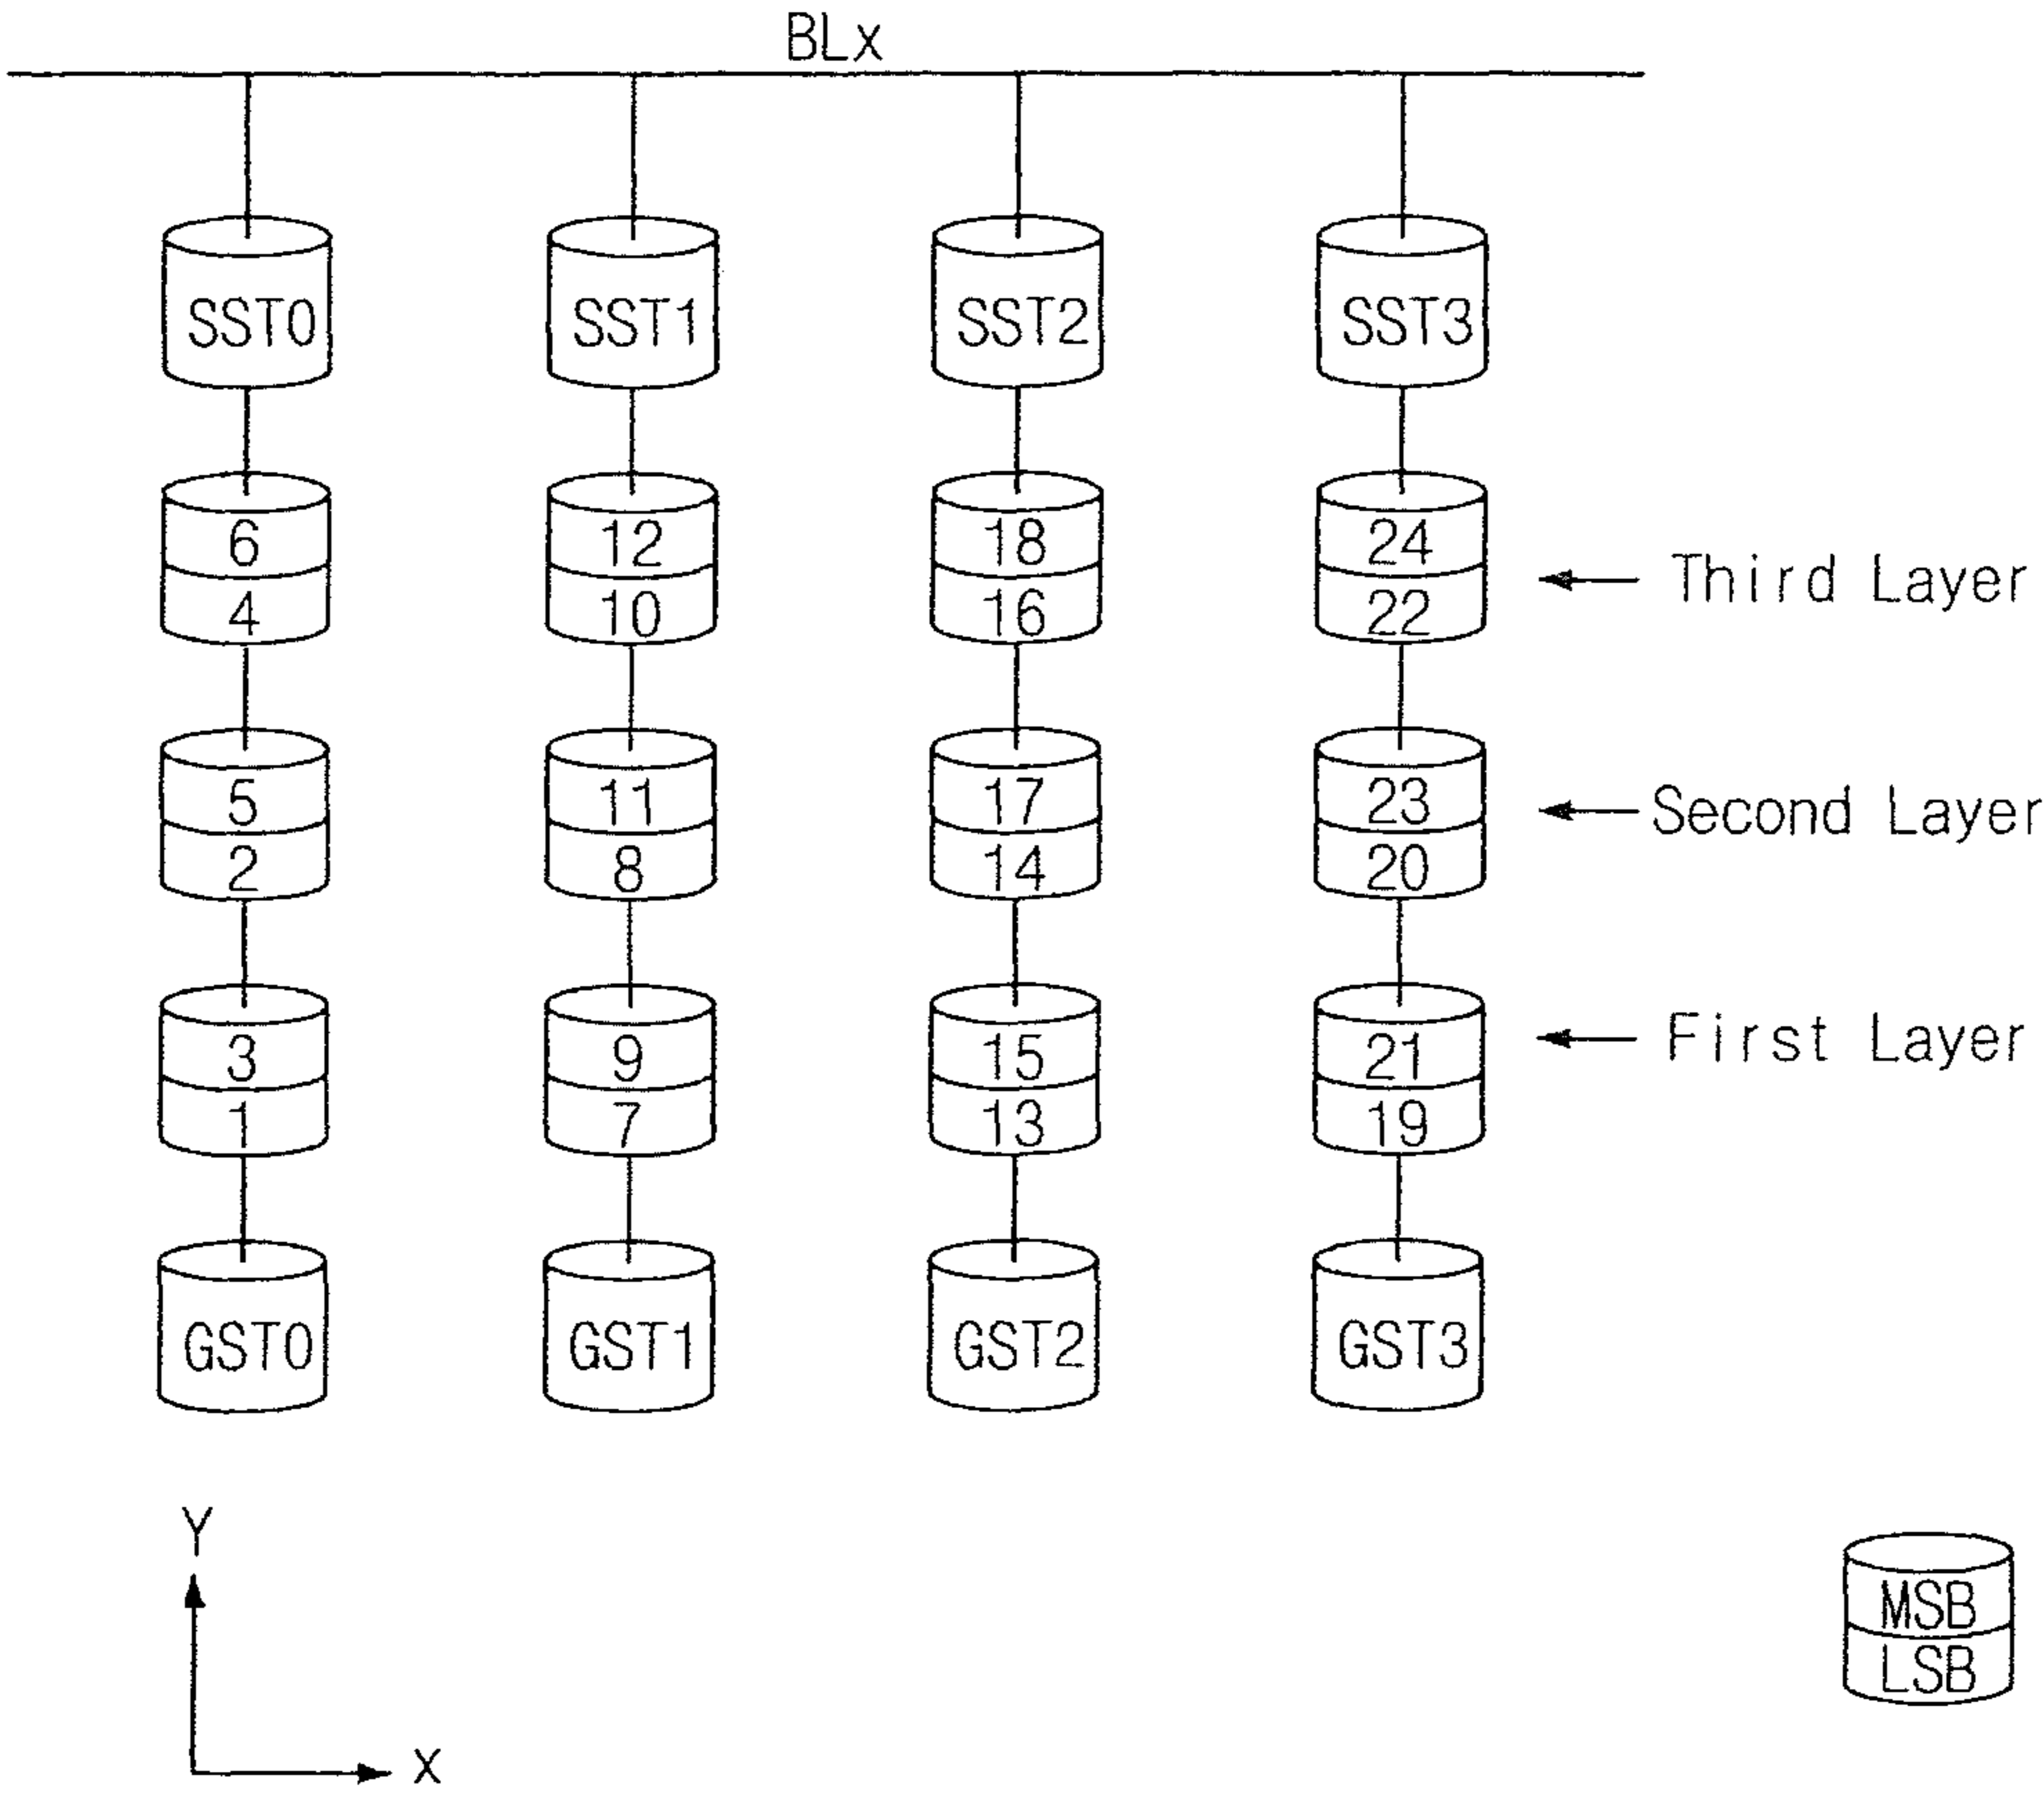 BLx
SST0 SST1 SST2 SST3
6 12 18 24
4 10 16 22
Third Layer
5 11 17 23
2 8 14 20
Second Layer
3 9 15 21
1 7 13 19
First Layer
GST0 GST1 GST2 GST3
Y
X
MSB
LSB